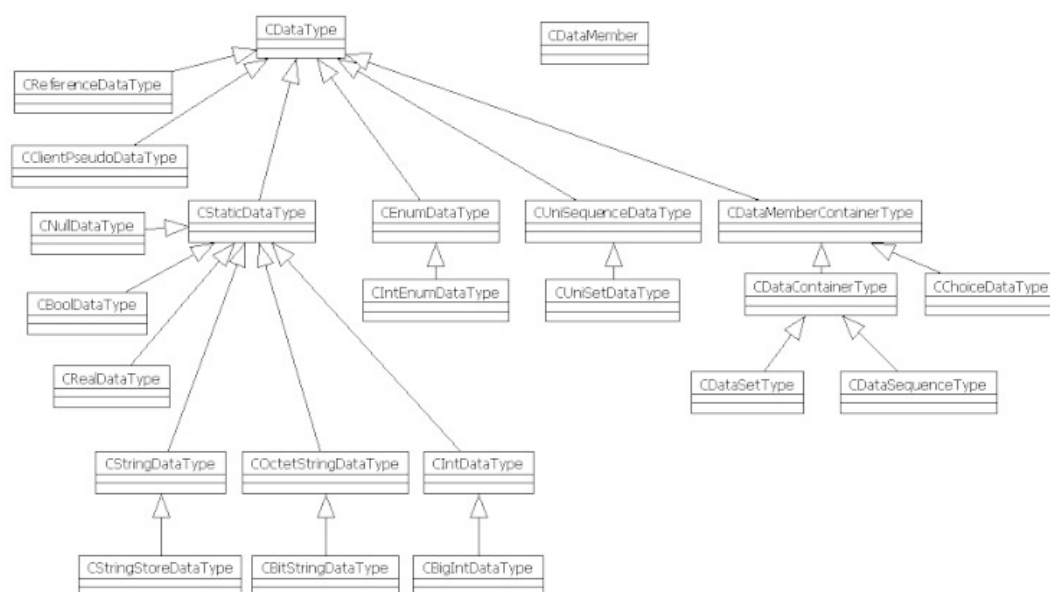 CDataType
CDataMember
CReferenceDataType
CClientPseudoDataType
CNullDataType
CStaticDataType
CEnumDataType
CUniSequenceDataType
CDataMemberContainerType
CBoolDataType
CIntEnumDataType
CUniSetDataType
CDataContainerType
CChoiceDataType
CRealDataType
CDataSetType
CDataSequenceType
CStringDataType
COctetStringDataType
CIntDataType
CStringStoreDataType
CBitStringDataType
CBigIntDataType